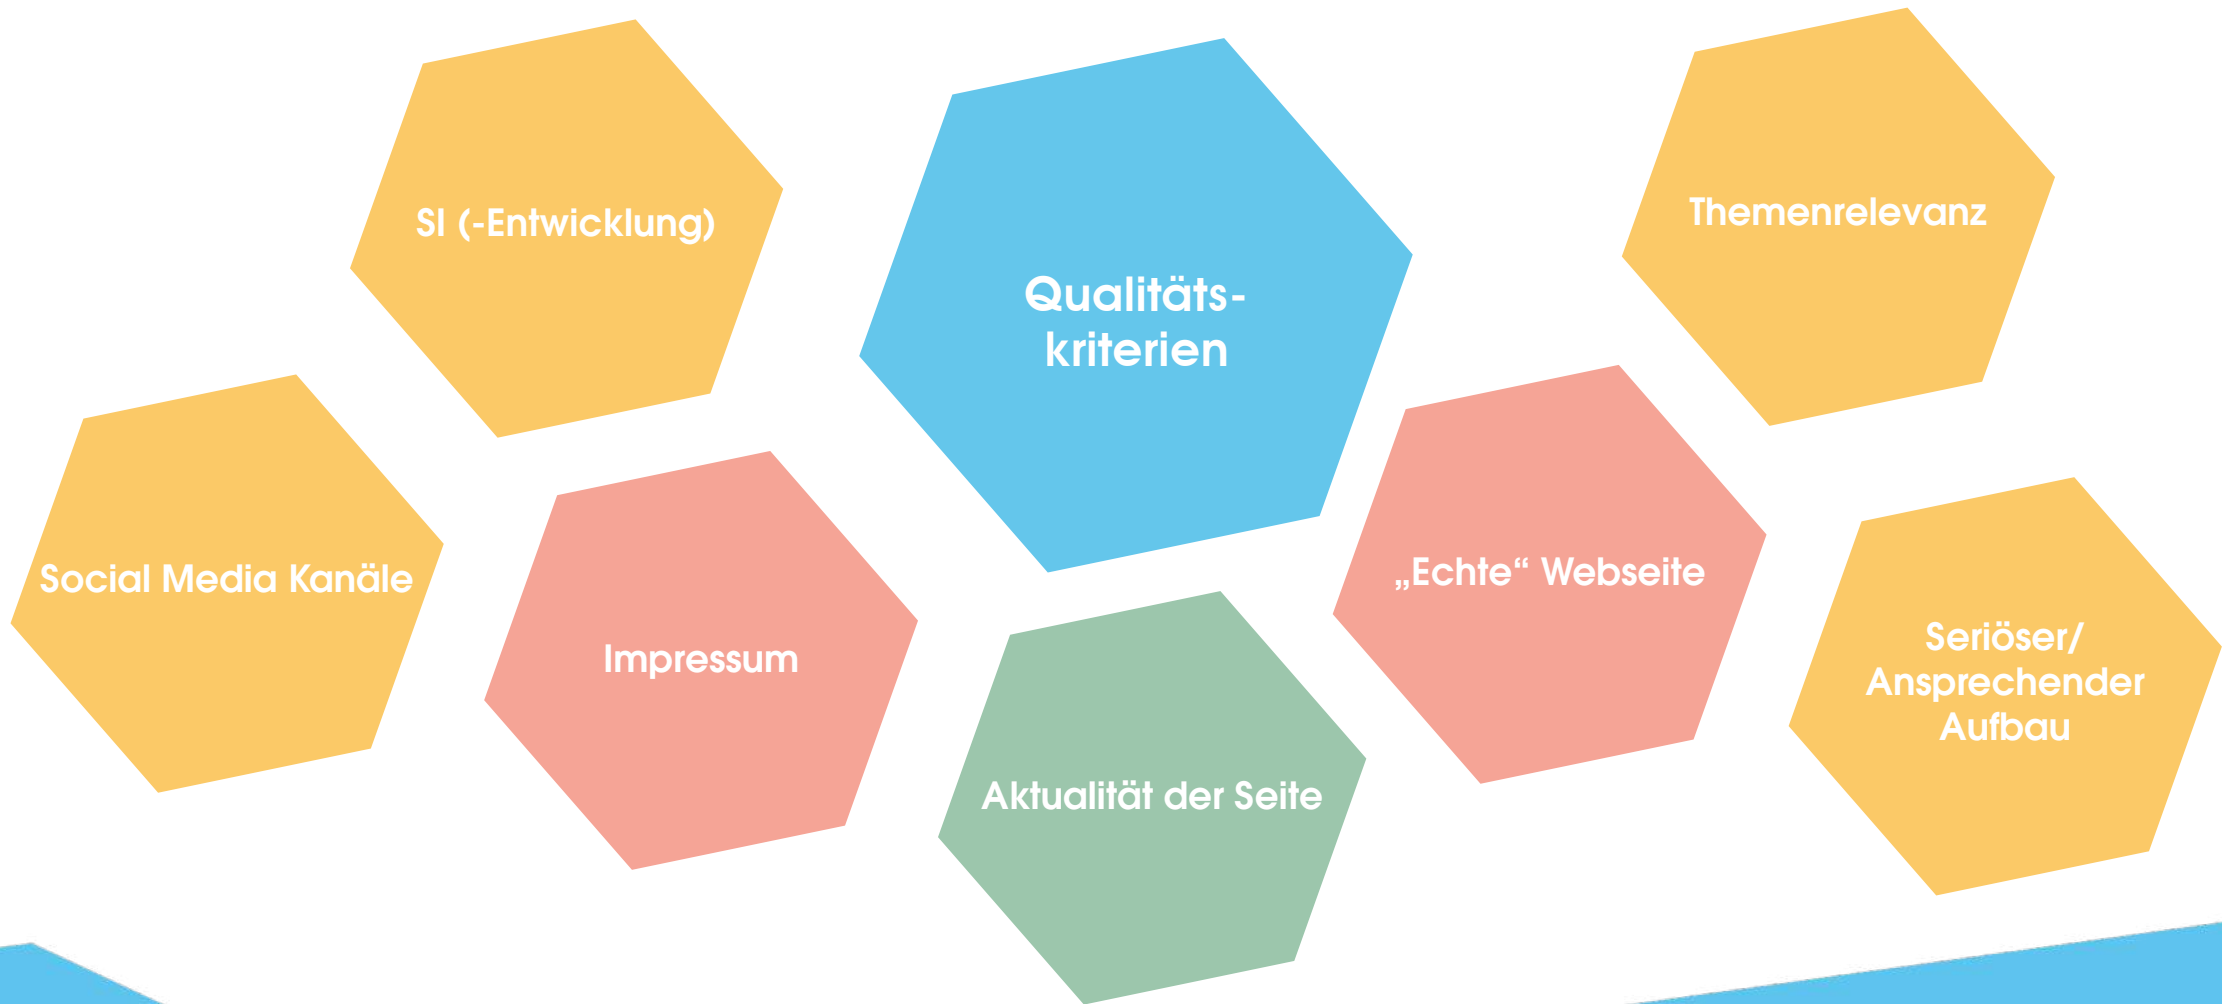 SI (-Entwicklung)
Qualitäts-
kriterien
Themenrelevanz
Social Media Kanäle
Impressum
„Echte“ Webseite
Seriöser/
Ansprechender
Aufbau
Aktualität der Seite